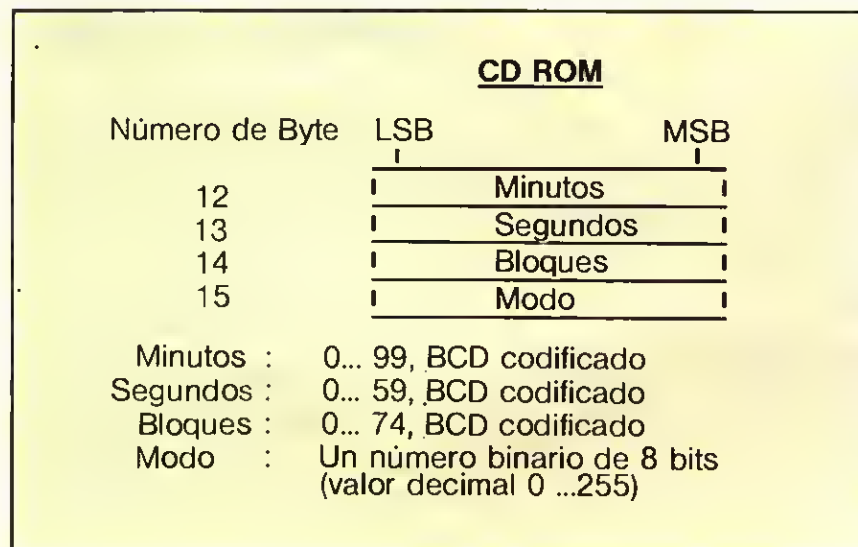 CD ROM
Número de Byte LSB MSB
12 Minutos
13 Segundos
14 Bloques
15 Modo
Minutos : 0... 99, BCD codificado
Segundos : 0... 59, BCD codificado
Bloques : 0... 74, BCD codificado
Modo : Un número binario de 8 bits
(valor decimal 0 ...255)